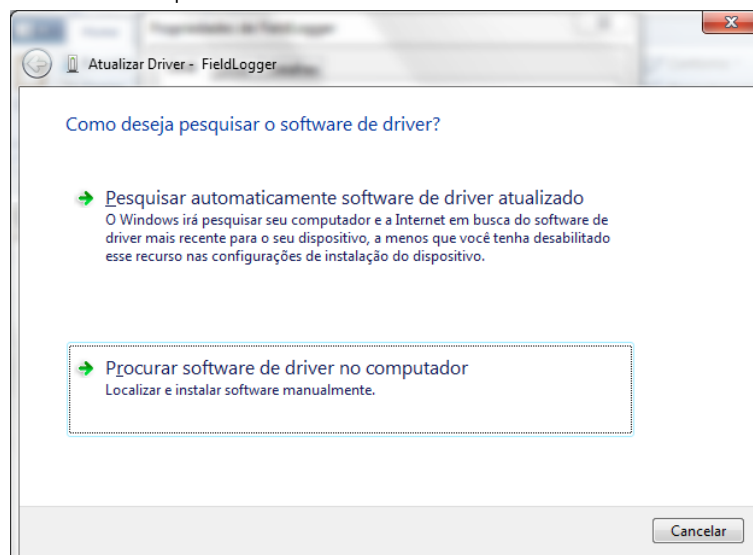 Atualizar Driver - FieldLogger
Como deseja pesquisar o software de driver?
Pesquisar automaticamente software de driver atualizado
O Windows irá pesquisar seu computador e a Internet em busca do software de
driver mais recente para o seu dispositivo, a menos que você tenha desabilitado
esse recurso nas configurações de instalação do dispositivo.
Procurar software de driver no computador
Localizar e instalar software manualmente.
Cancelar